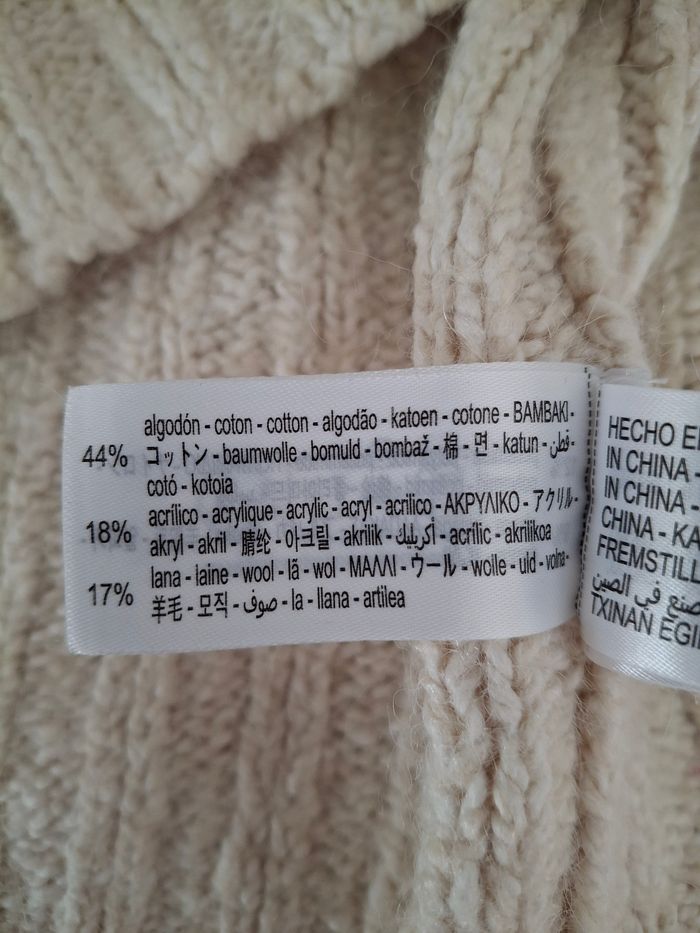 44%
algodón - coton - cotton - algodão - katoen - cotone - BAMBAKI -
コットン - baumwolle - bomuld - bombaž - 棉 - 면 - katun - قطن -
cotó - kotoia
18%
acrílico - acrylique - acrylic - acryl - acrilico - ΑΚΡΥΛΙΚΟ - アクリル -
akryl - akril - 腈纶 - 아크릴 - akrilik - أكريليك - acrílic - akrilikoa
17%
lana - laine - wool - lã - wol - ΜΑΛΛΙ - ウール - wolle - uld - volna -
羊毛 - 모직 - صوف - la - llana - artilea
HECHO E
IN CHINA -
IN CHINA -
CHINA - KA
FREMSTILL
صنع في الصين
TXINAN EGI